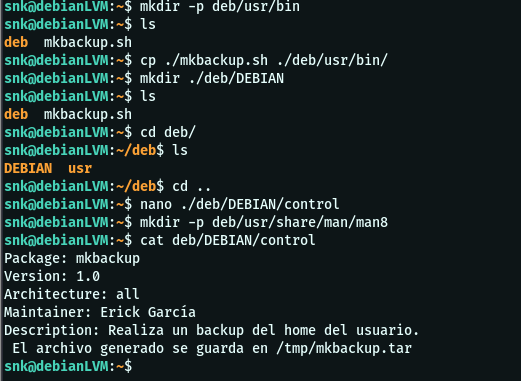 snk@debianLVM:~$ mkdir -p deb/usr/bin
snk@debianLVM:~$ ls
deb  mkbackup.sh
snk@debianLVM:~$ cp ./mkbackup.sh ./deb/usr/bin/
snk@debianLVM:~$ mkdir ./deb/DEBIAN
snk@debianLVM:~$ ls
deb  mkbackup.sh
snk@debianLVM:~$ cd deb/
snk@debianLVM:~/deb$ ls
DEBIAN  usr
snk@debianLVM:~/deb$ cd ..
snk@debianLVM:~$ nano ./deb/DEBIAN/control
snk@debianLVM:~$ mkdir -p deb/usr/share/man/man8
snk@debianLVM:~$ cat deb/DEBIAN/control
Package: mkbackup
Version: 1.0
Architecture: all
Maintainer: Erick García
Description: Realiza un backup del home del usuario.
 El archivo generado se guarda en /tmp/mkbackup.tar
snk@debianLVM:~$